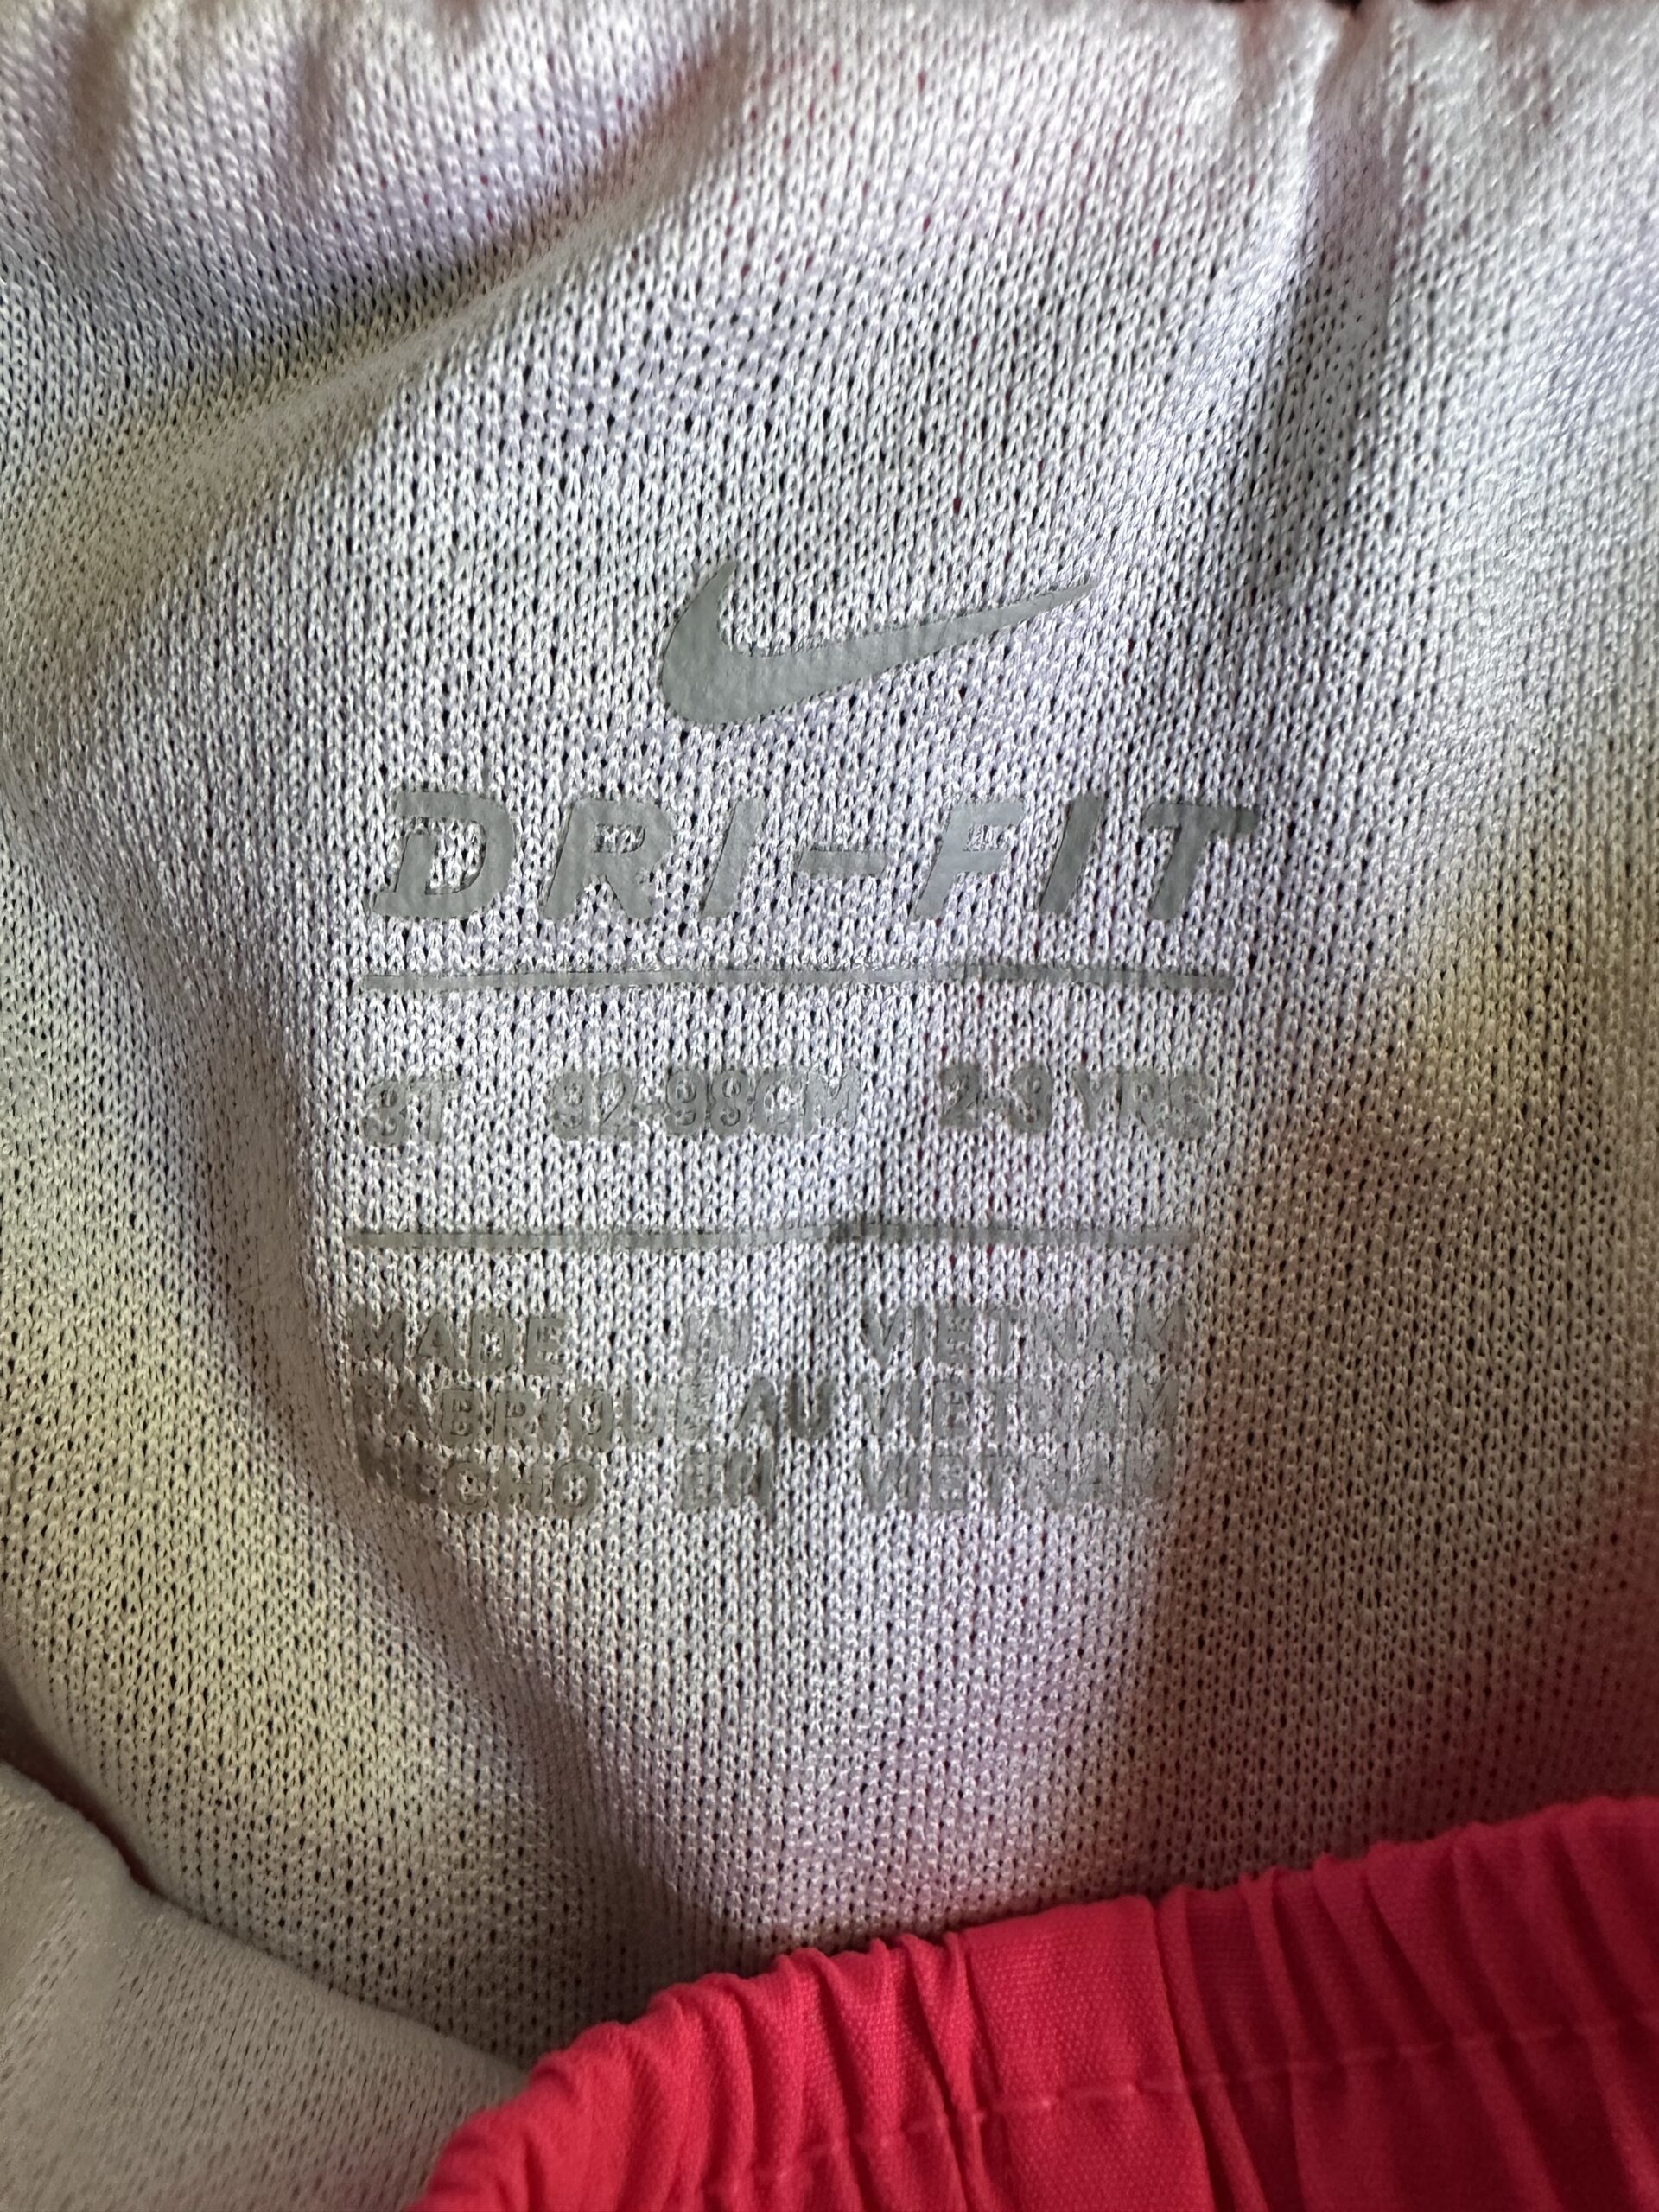 DRI-FIT
3T 92-98CM 2-3 YRS
MADE IN VIETNAM
FABRIQUE AU VIETNAM
HECHO EN VIETNAM